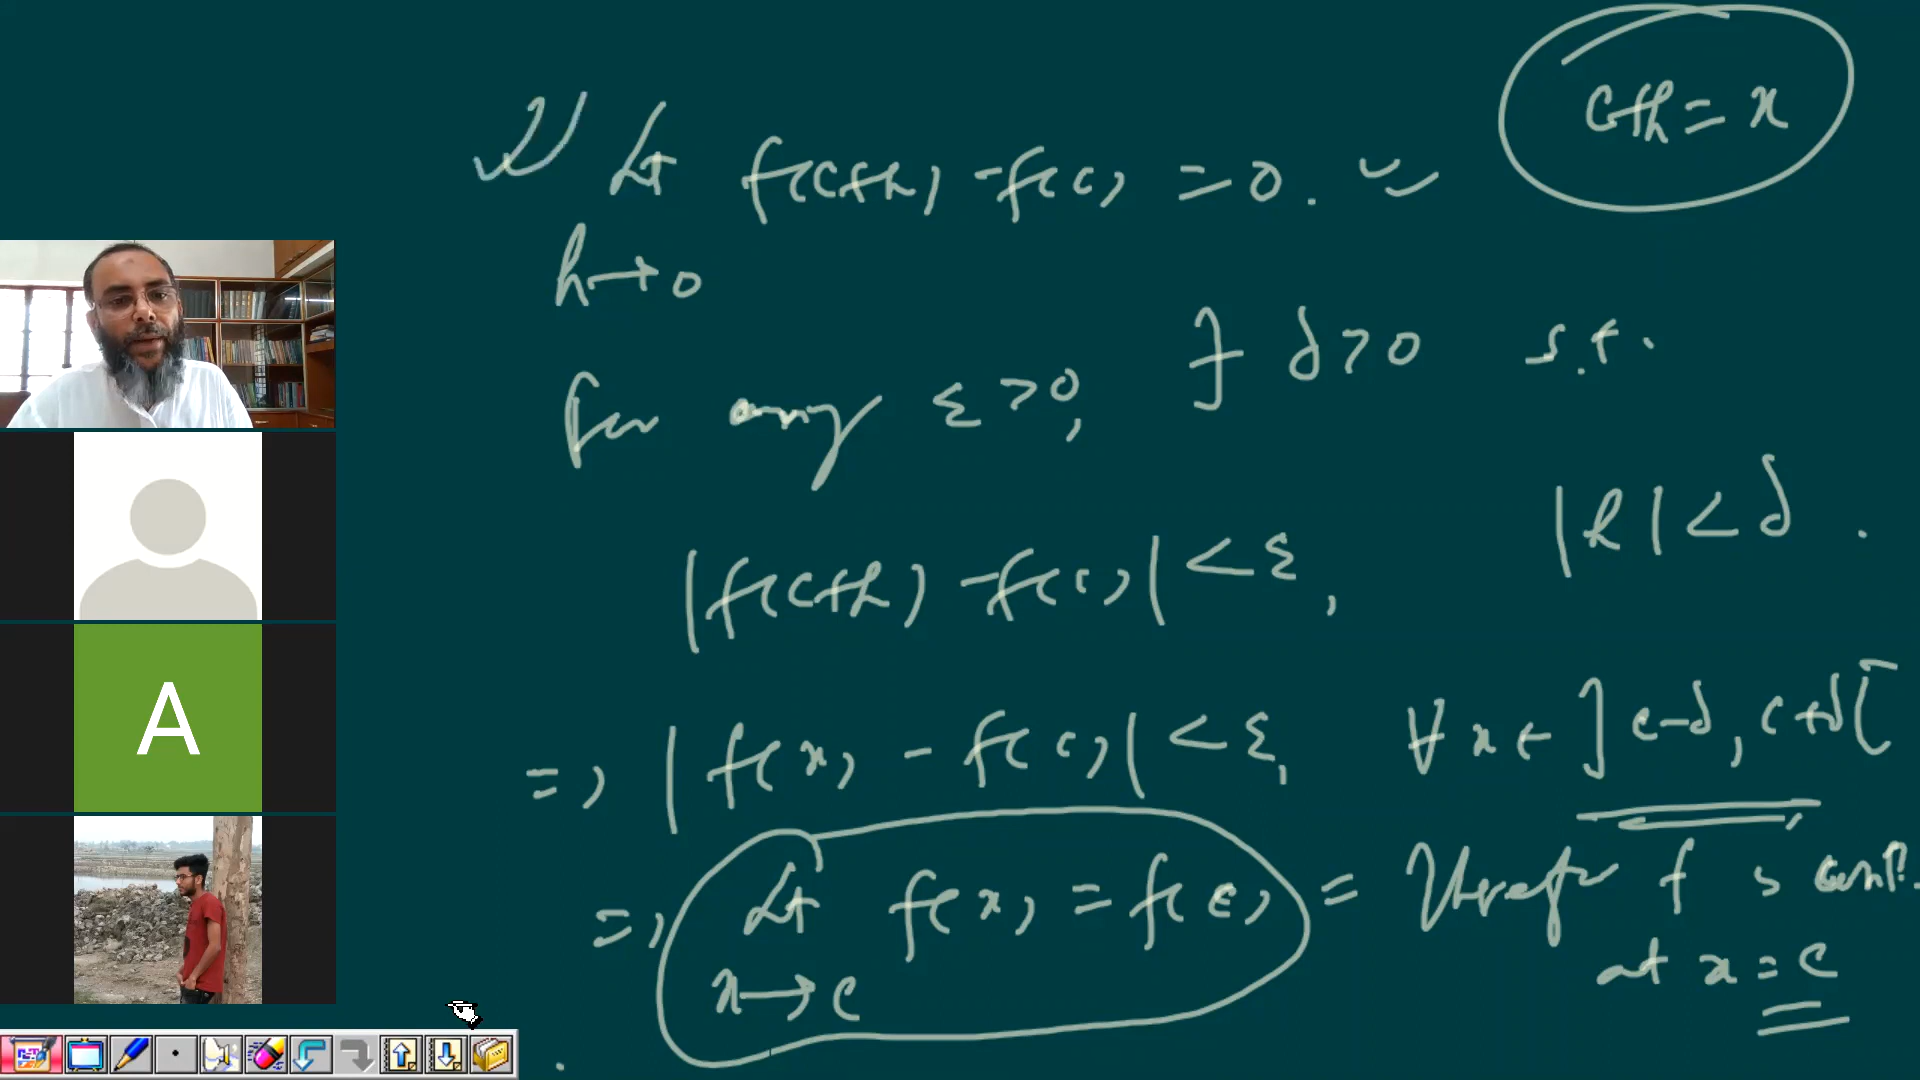 c+h = x
Lt f(c+h) - f(c) = 0.
h→0
for any ε > 0, ∃ δ > 0 s.t.
|f(c+h) - f(c)| < ε, |h| < δ.
=> |f(x) - f(c)| < ε, ∀ x ∈ ]c-δ, c+δ[
=> Lt f(x) = f(c) = Therefore f is cont.
x→c at x = c
A